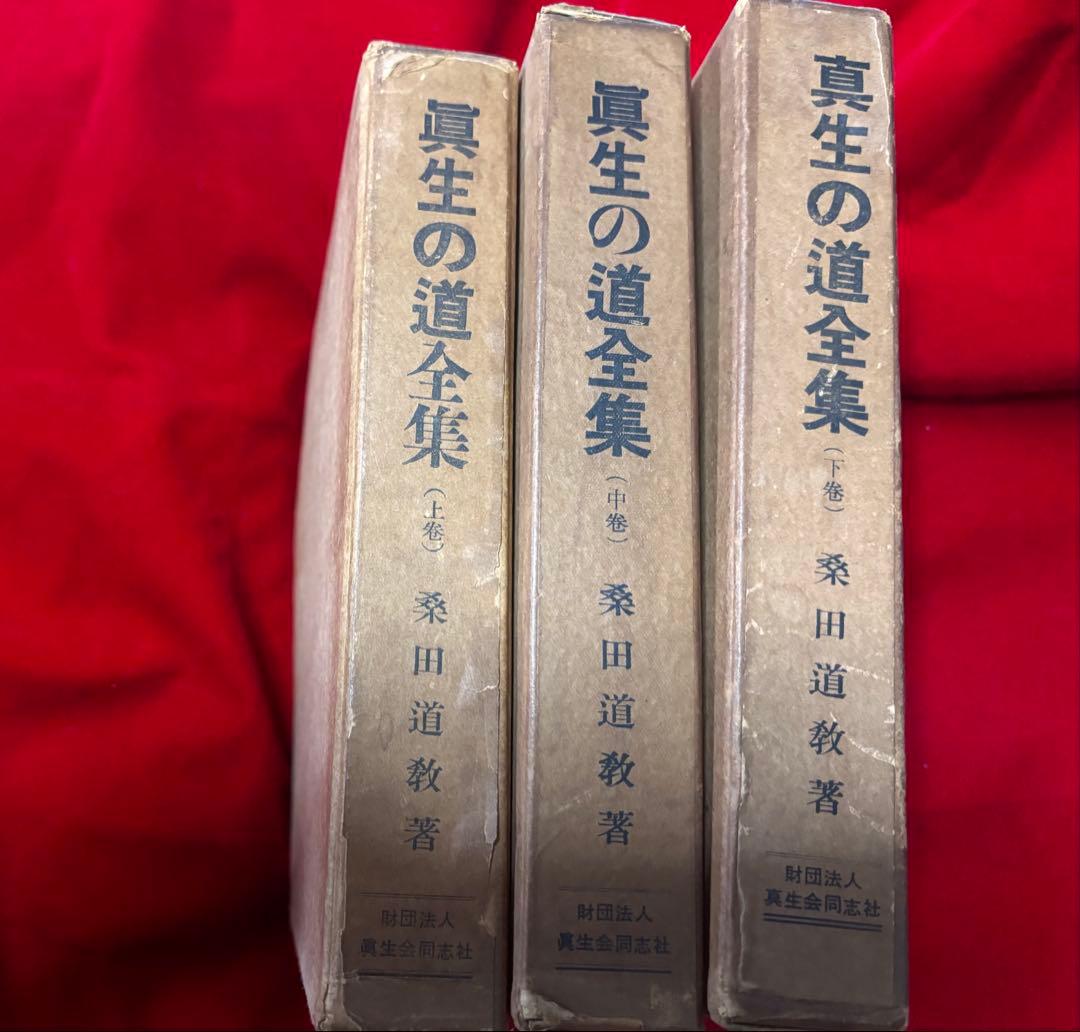 眞生の道全集
(上巻)
桑田道教著
財団法人
眞生会同志社
眞生の道全集
(中巻)
桑田道教著
財団法人
眞生会同志社
真生の道全集
(下巻)
桑田道教著
財団法人
真生会同志社